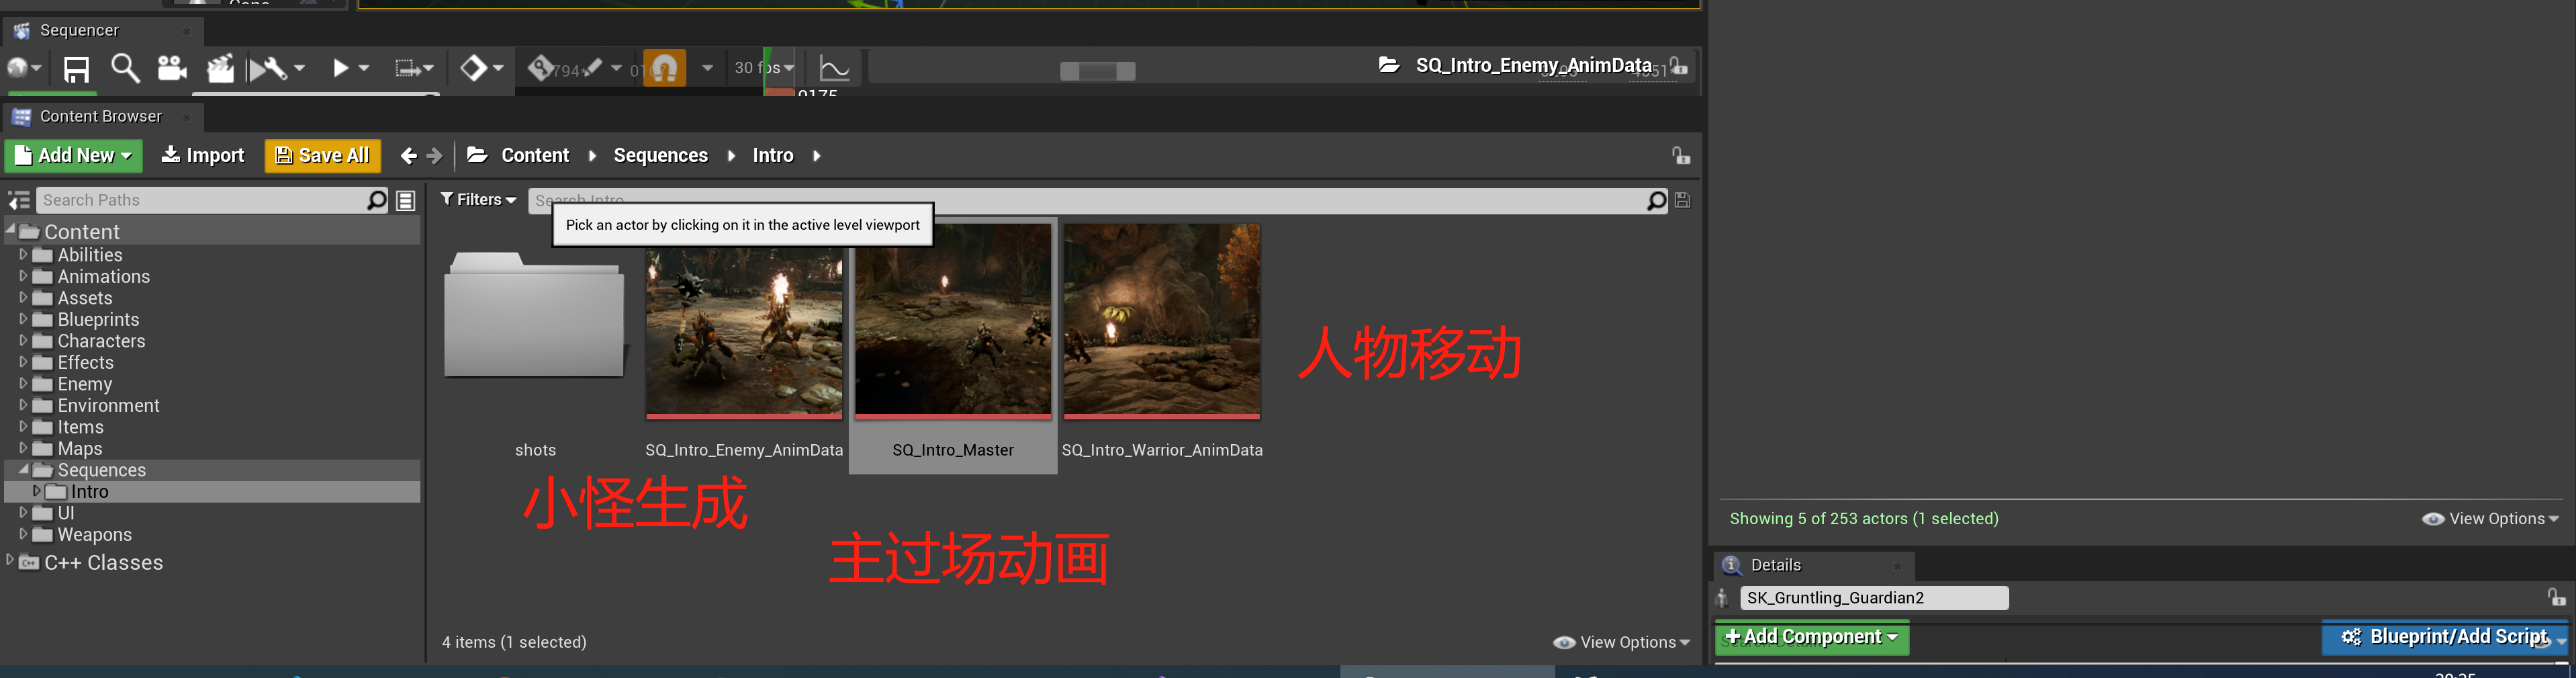 Sequencer
30 fps
SQ_Intro_Enemy_AnimData
0175
Content Browser
Add New
Import
Save All
Content
Sequences
Intro
Search Paths
Filters
Search Intro
Pick an actor by clicking on it in the active level viewport
Content
Abilities
Animations
Assets
Blueprints
Characters
Effects
Enemy
Environment
Items
Maps
Sequences
Intro
UI
Weapons
C++ Classes
人物移动
shots
SQ_Intro_Enemy_AnimData
SQ_Intro_Master
SQ_Intro_Warrior_AnimData
小怪生成
主过场动画
4 items (1 selected)
View Options
Showing 5 of 253 actors (1 selected)
View Options
Details
SK_Gruntling_Guardian2
Add Component
Blueprint/Add Script